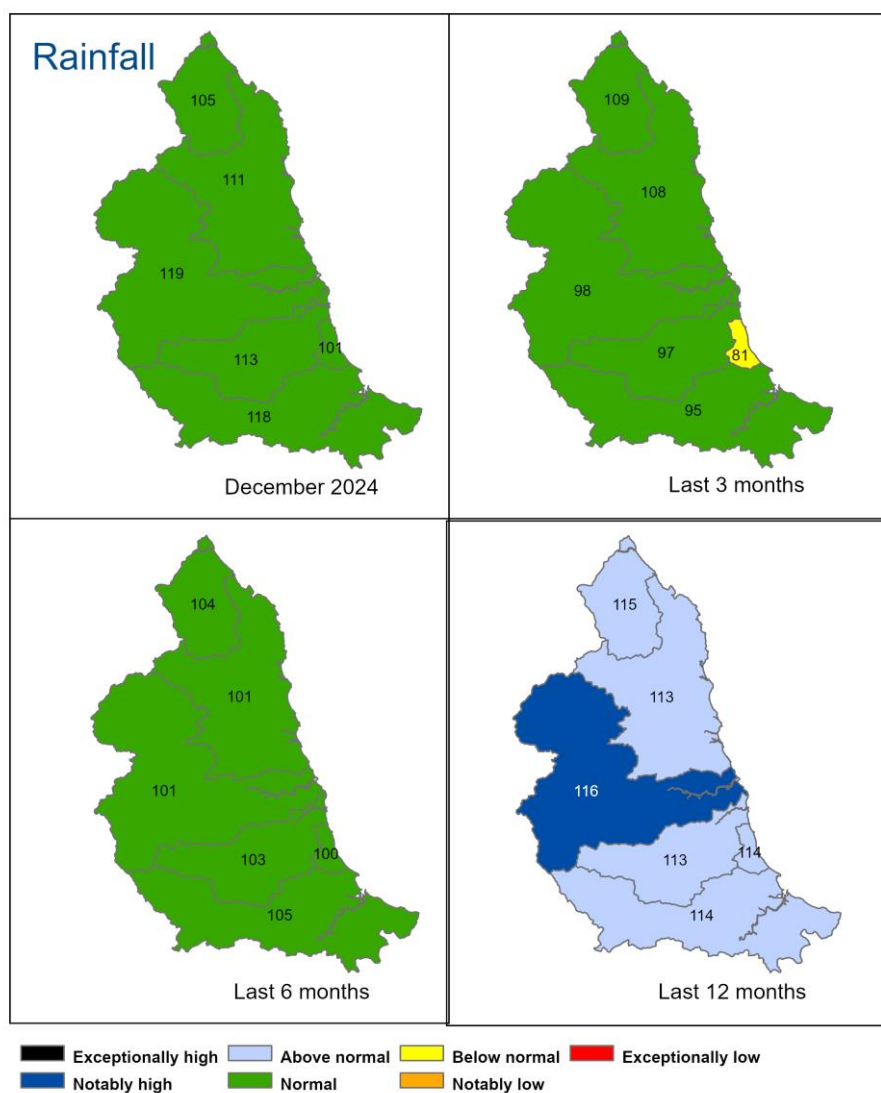 Rainfall
105
111
119
101
113
118
December 2024
109
108
98
97
81
95
Last 3 months
104
101
101
103
100
105
Last 6 months
115
113
116
113
114
114
Last 12 months
Exceptionally high
Above normal
Below normal
Exceptionally low
Notably high
Normal
Notably low